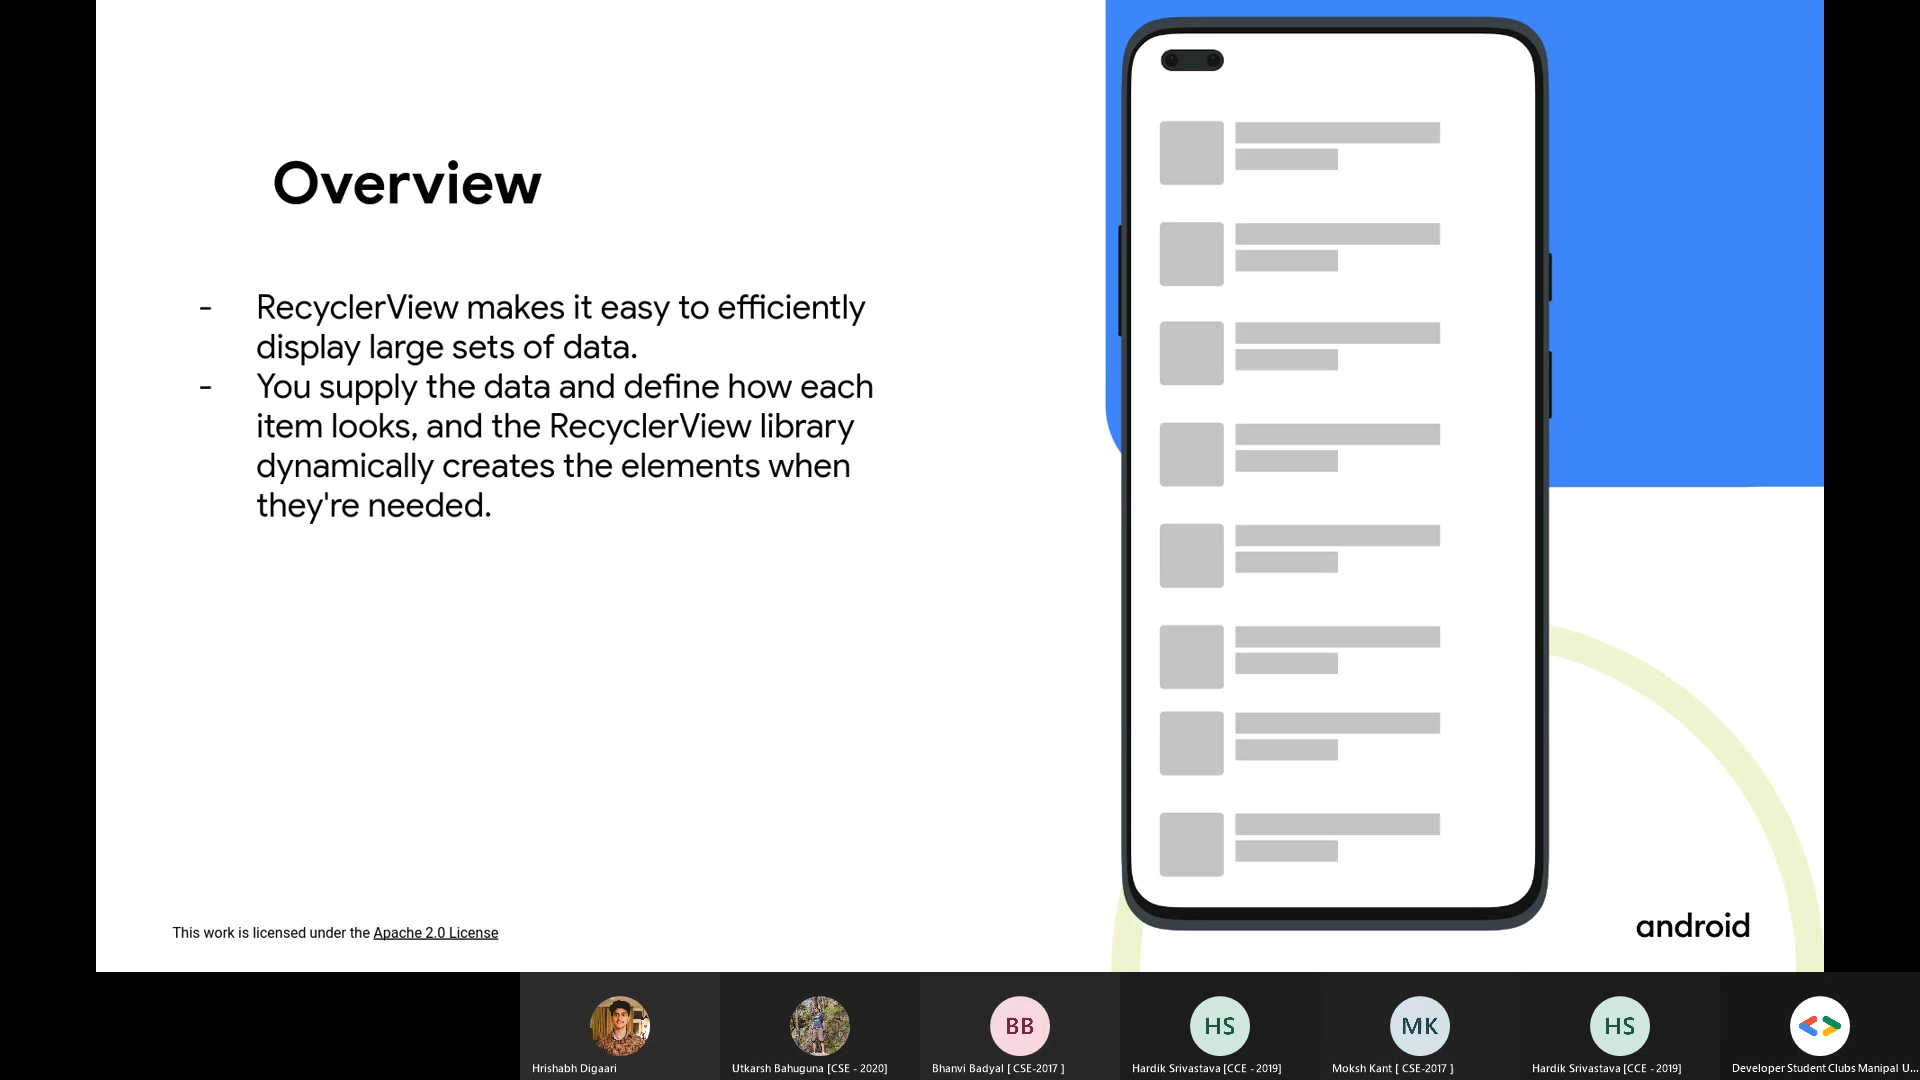 Overview
- RecyclerView makes it easy to efficiently
display large sets of data.
- You supply the data and define how each
item looks, and the RecyclerView library
dynamically creates the elements when
they're needed.
This work is licensed under the Apache 2.0 License
android
BB
HS
MK
HS
Hrishabh Digaari
Utkarsh Bahuguna [CSE - 2020]
Bhanvi Badyal [ CSE-2017 ]
Hardik Srivastava [CCE - 2019]
Moksh Kant [ CSE-2017 ]
Hardik Srivastava [CCE - 2019]
Developer Student Clubs Manipal U...